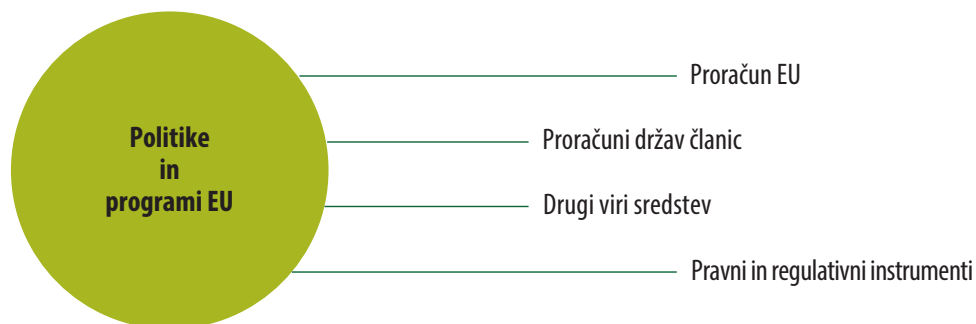 Politike
in
programi EU
Proračun EU
Proračuni držav članic
Drugi viri sredstev
Pravni in regulativni instrumenti